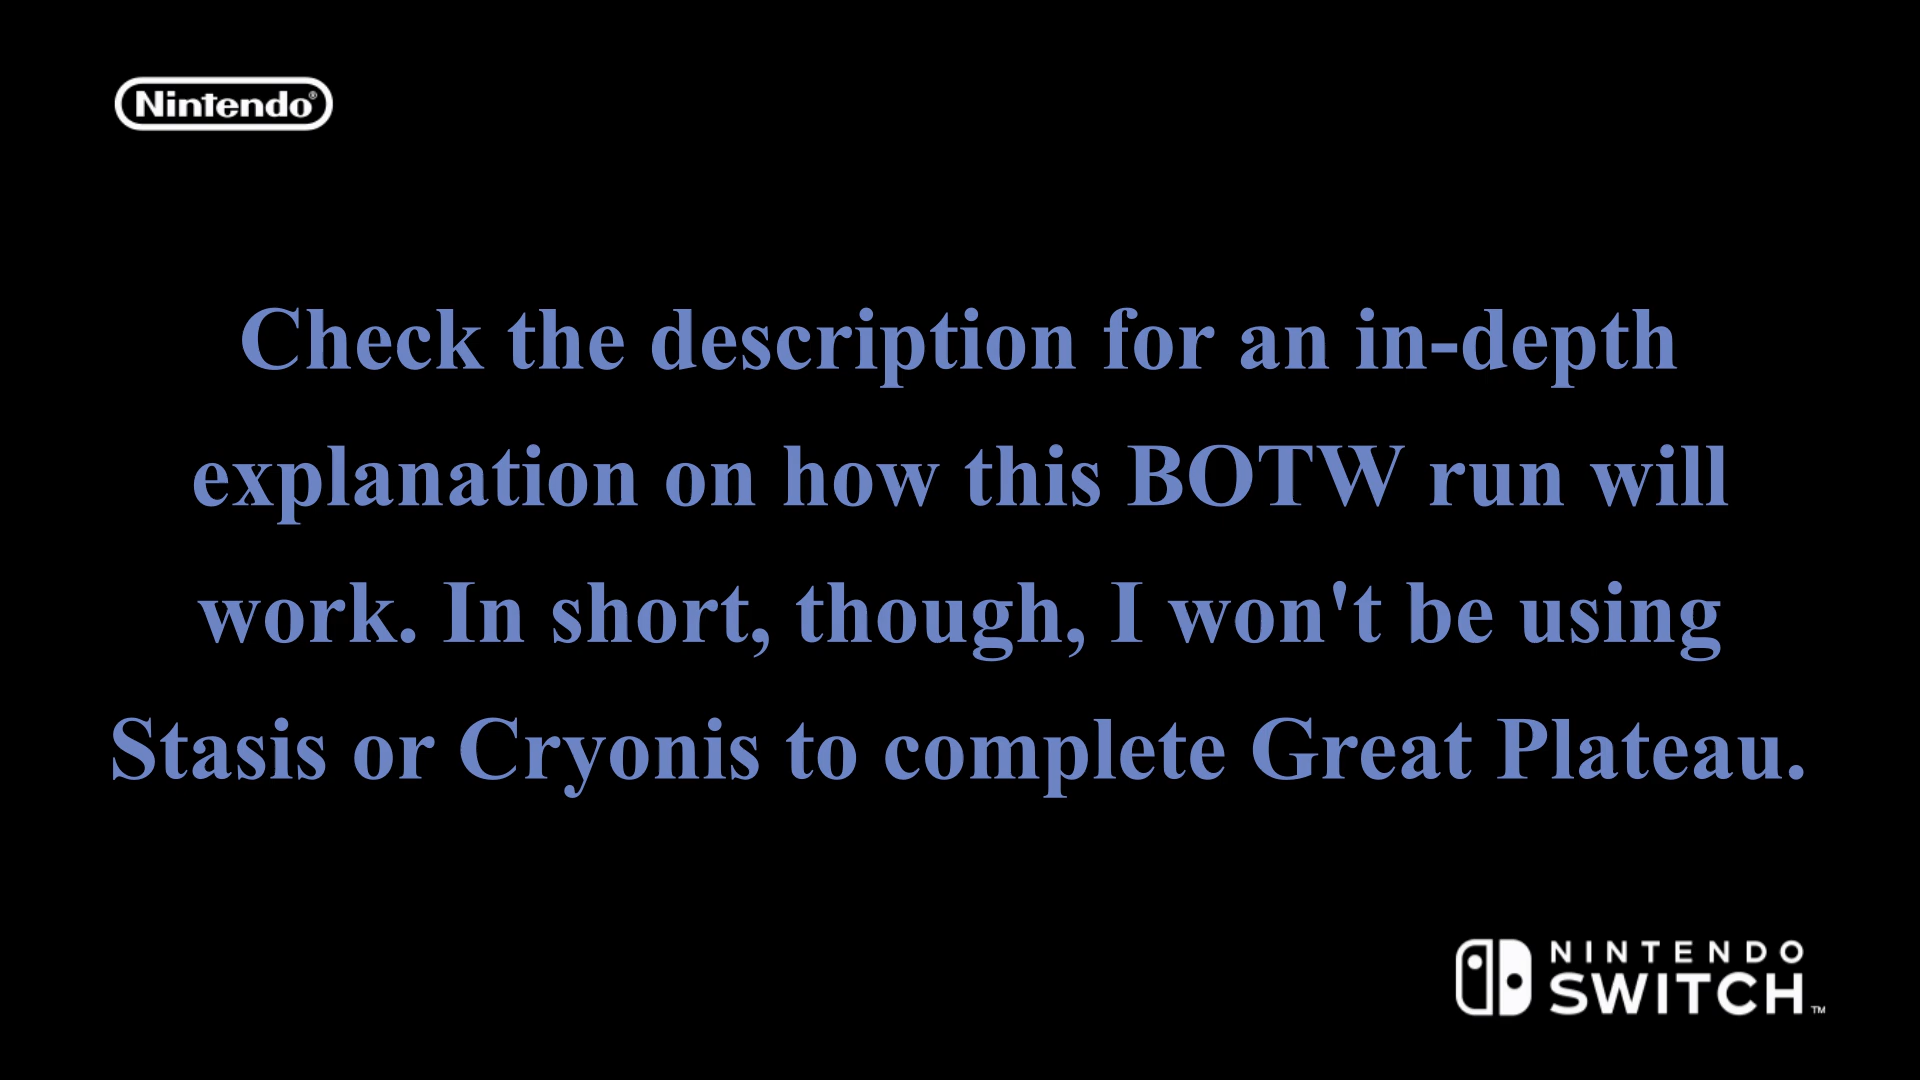 Nintendo®
Check the description for an in-depth
explanation on how this BOTW run will
work. In short, though, I won't be using
Stasis or Cryonis to complete Great Plateau.
NINTENDO
SWITCH™